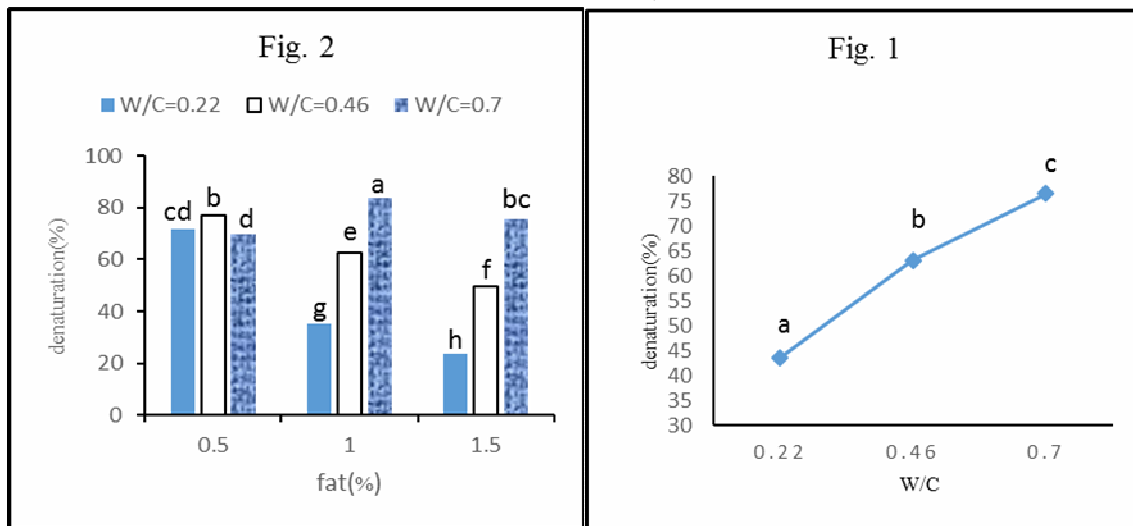 Fig. 2
W/C=0.22 W/C=0.46 W/C=0.7
100
80
60
40
20
0
denaturation(%)
cd b d
g e a
h f bc
0.5 1 1.5
fat(%)
Fig. 1
80
75
70
65
60
55
50
45
40
35
30
denaturation(%)
a b c
0.22 0.46 0.7
W/C